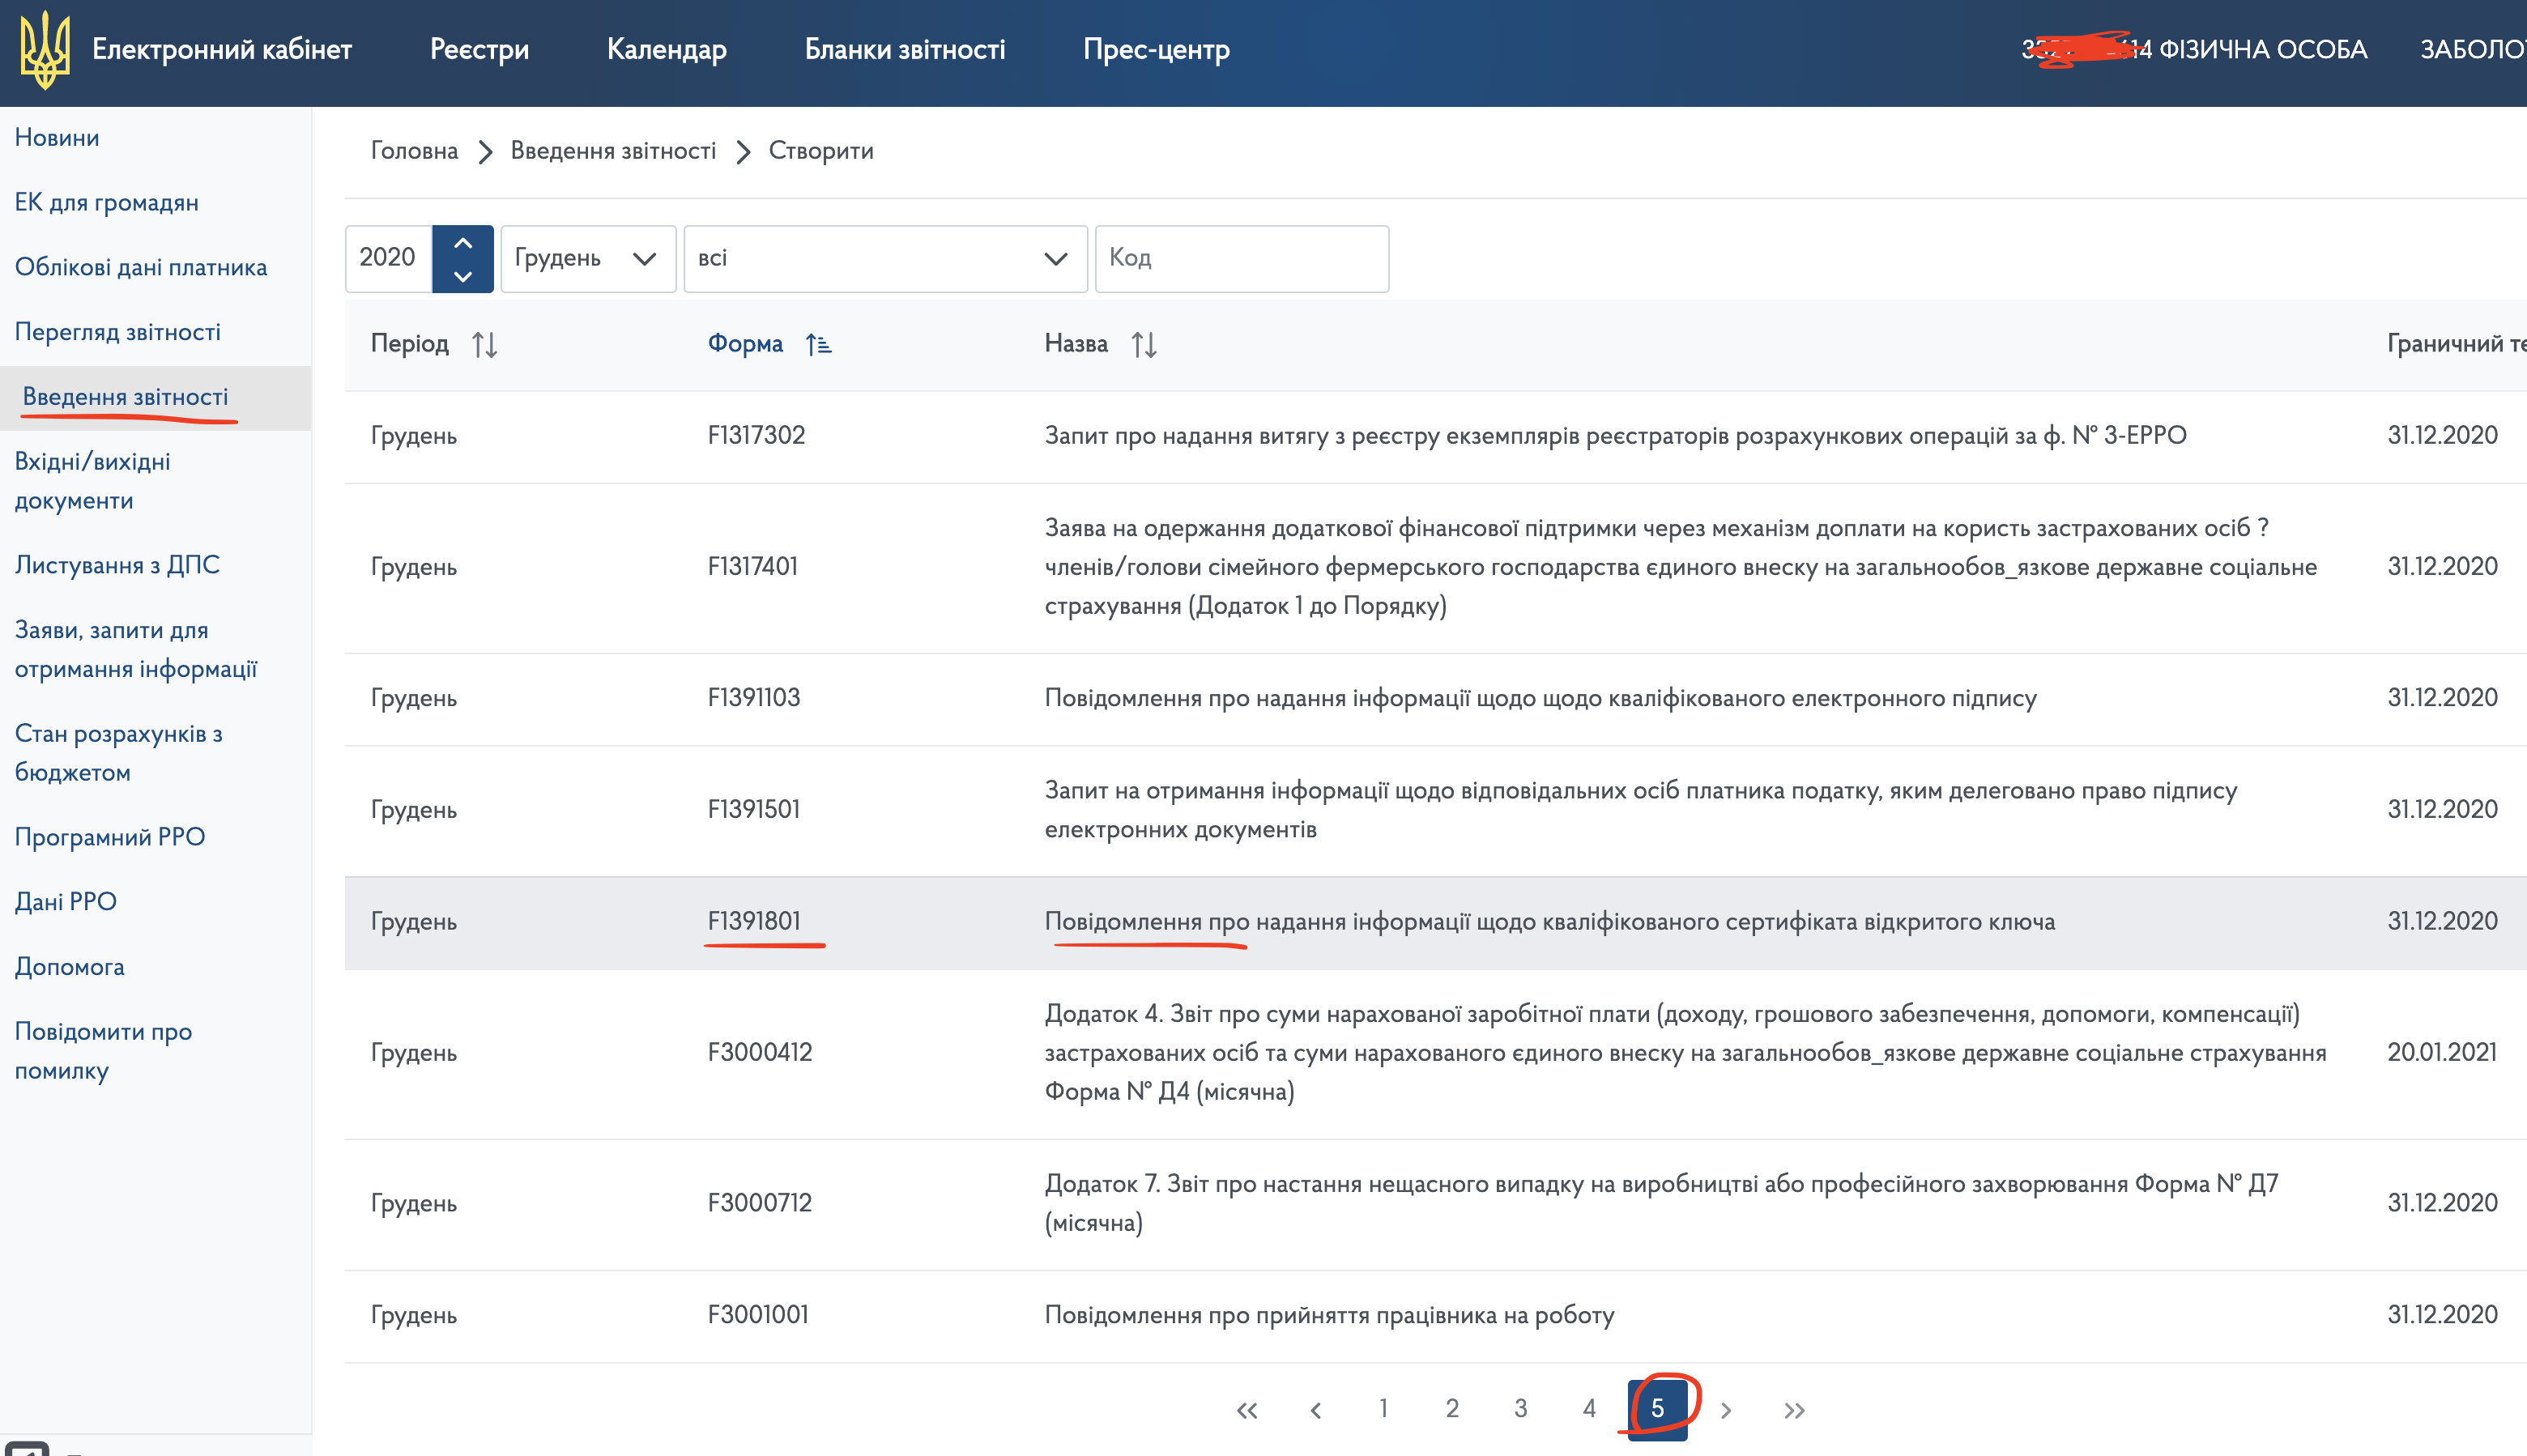 Електронний кабінет
Реєстри
Календар
Бланки звітності
Прес-центр
ФІЗИЧНА ОСОБА
Новини
ЕК для громадян
Облікові дані платника
Перегляд звітності
Введення звітності
Вхідні/вихідні
документи
Листування з ДПС
Заяви, запити для
отримання інформації
Стан розрахунків з
бюджетом
Програмний РРО
Дані РРО
Допомога
Повідомити про
помилку
Головна > Введення звітності > Створити
2020 Грудень всі Код
Період Форма Назва Граничний
Грудень F1317302 Запит про надання витягу з реєстру екземплярів реєстраторів розрахункових операцій за ф. № 3-ЕРРО 31.12.2020
Заява на одержання додаткової фінансової підтримки через механізм доплати на користь застрахованих осіб ?
Грудень F1317401 членів/голови сімейного фермерського господарства єдиного внеску на загальнообов_язкове державне соціальне 31.12.2020
страхування (Додаток 1 до Порядку)
Грудень F1391103 Повідомлення про надання інформації щодо щодо кваліфікованого електронного підпису 31.12.2020
Запит на отримання інформації щодо відповідальних осіб платника податку, яким делеговано право підпису
Грудень F1391501 31.12.2020
електронних документів
Грудень F1391801 Повідомлення про надання інформації щодо кваліфікованого сертифіката відкритого ключа 31.12.2020
Додаток 4. Звіт про суми нарахованої заробітної плати (доходу, грошового забезпечення, допомоги, компенсації)
Грудень F3000412 застрахованих осіб та суми нарахованого єдиного внеску на загальнообов_язкове державне соціальне страхування 20.01.2021
Форма № Д4 (місячна)
Додаток 7. Звіт про настання нещасного випадку на виробництві або професійного захворювання Форма № Д7
Грудень F3000712 31.12.2020
(місячна)
Грудень F3001001 Повідомлення про прийняття працівника на роботу 31.12.2020
« ‹ 1 2 3 4 5 › »